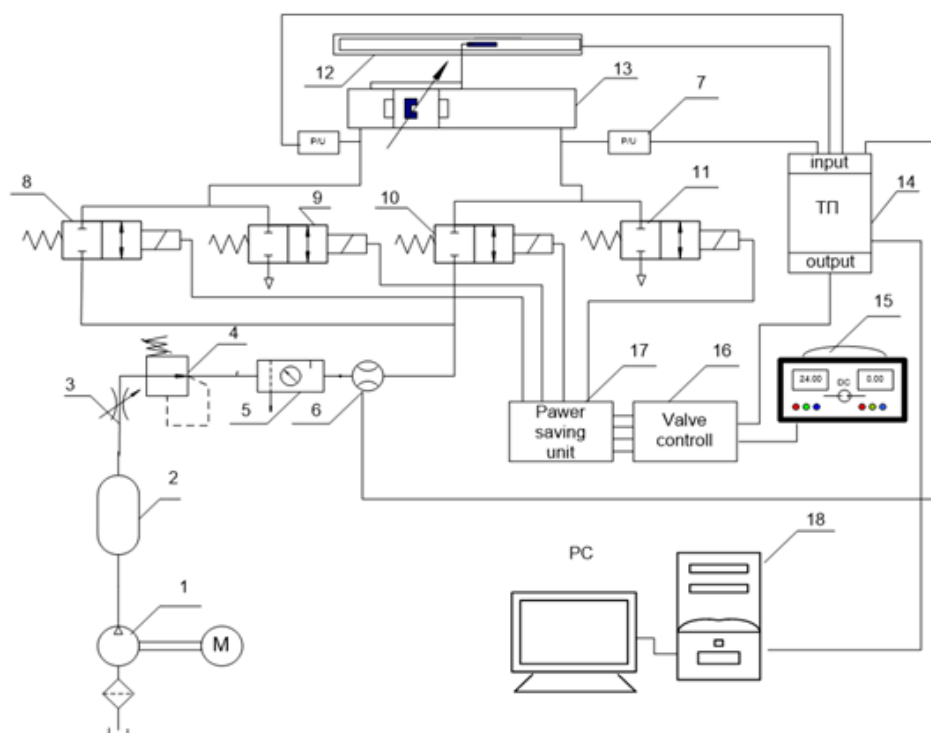 12
13
7
P/U
P/U
input
ТП
14
output
8
9
10
11
15
24.00
DC
0.00
4
3
5
6
17
16
Pawer
saving
unit
Valve
controll
2
18
PC
1
M